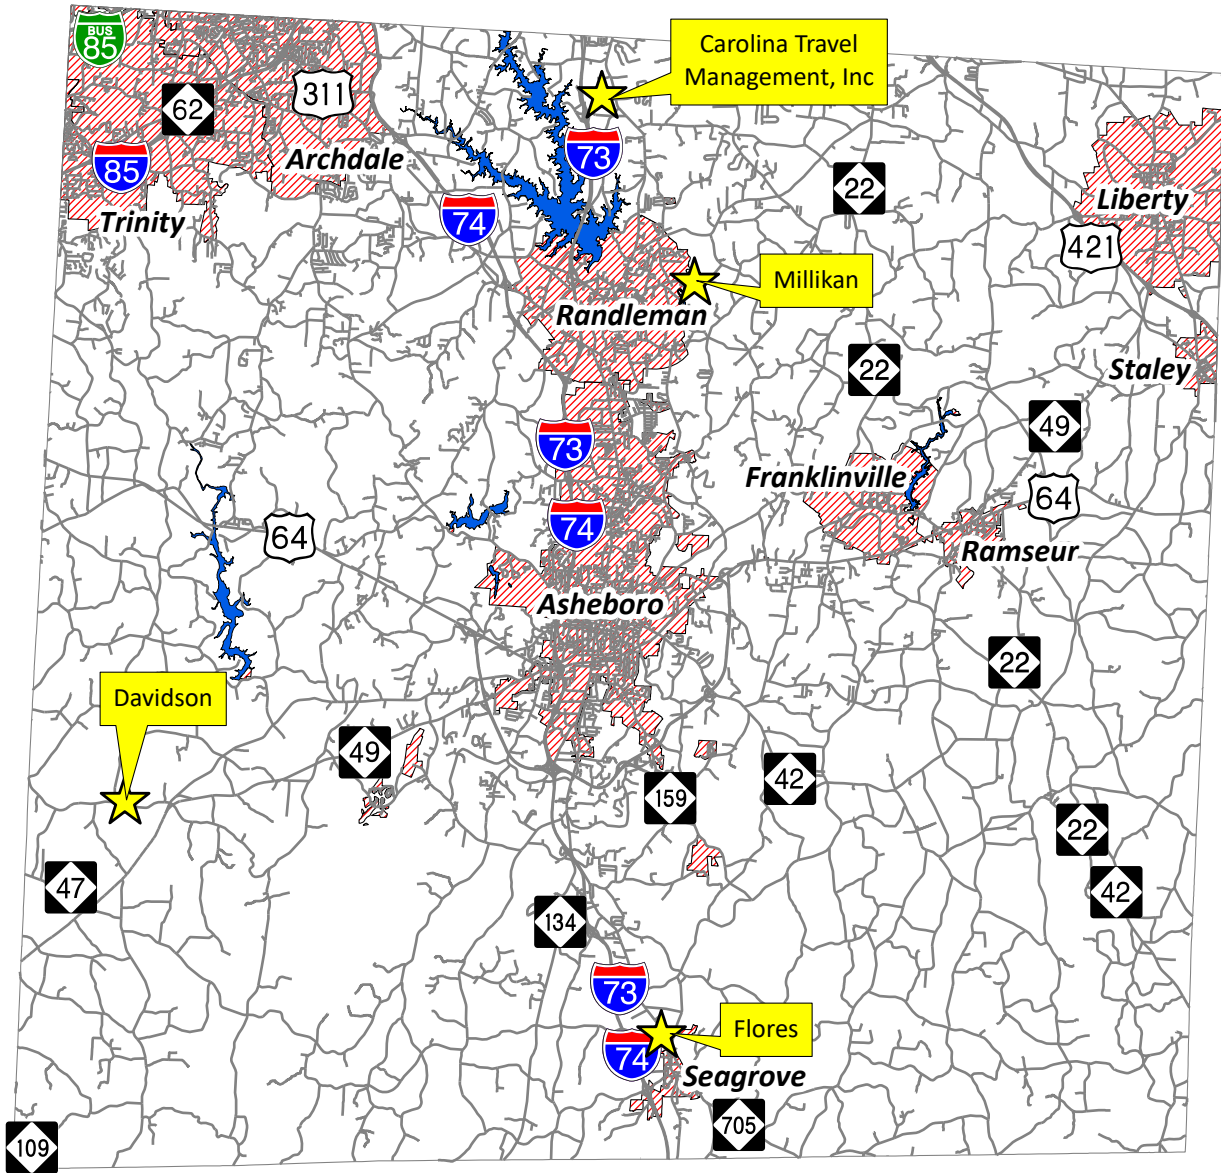 BUS
85
Carolina Travel
Management, Inc
311
62
73
Archdale
85
22
Liberty
Trinity
74
421
Millikan
Randleman
22
Staley
49
73
Franklinville
64
74
64
Ramseur
Asheboro
22
Davidson
49
42
159
22
47
42
134
73
Flores
74
Seagrove
705
109